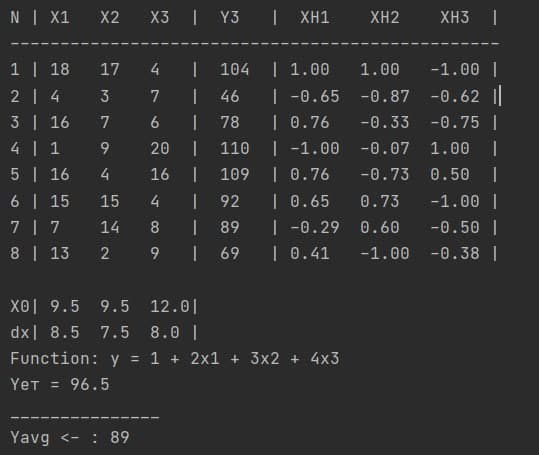 N | X1 X2 X3 | Y3 | XH1 XH2 XH3 |
-------------------------------------------------
1 | 18 17 4 | 104 | 1.00 1.00 -1.00 |
2 | 4 3 7 | 46 | -0.65 -0.87 -0.62 |
3 | 16 7 6 | 78 | 0.76 -0.33 -0.75 |
4 | 1 9 20 | 110 | -1.00 -0.07 1.00 |
5 | 16 4 16 | 109 | 0.76 -0.73 0.50 |
6 | 15 15 4 | 92 | 0.65 0.73 -1.00 |
7 | 7 14 8 | 89 | -0.29 0.60 -0.50 |
8 | 13 2 9 | 69 | 0.41 -1.00 -0.38 |
X0| 9.5 9.5 12.0|
dx| 8.5 7.5 8.0 |
Function: y = 1 + 2x1 + 3x2 + 4x3
Yет = 96.5
_______________
Yavg <- : 89